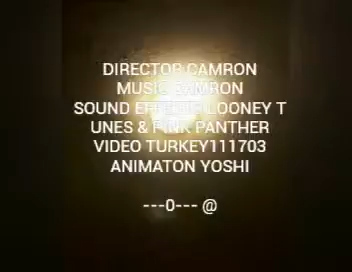 DIRECTOR CAMRON
MUSIC CAMRON
SOUND EFFECTS LOONEY T
UNES & PINK PANTHER
VIDEO TURKEY111703
ANIMATON YOSHI
---0--- @